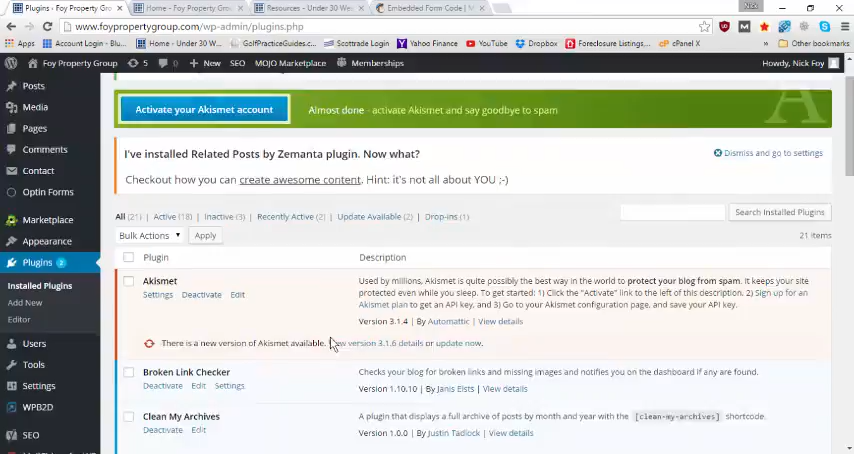 Nick
Plugins ‹ Foy Property Gr
Home - Under 30 Wealth
Resources - Under 30 Wea
Embedded Form Code | M
www.foypropertygroup.com/wp-admin/plugins.php
Apps Account Login - Blu Home - Under 30 W... GolfPracticeGuides.c... Scottrade Login Yahoo Finance YouTube Dropbox Foreclosure Listings,... cPanel X Other bookmarks
Foy Property Group 5 0 New SEO MOJO Marketplace Memberships Howdy, Nick Foy
Posts
Media
Pages
Comments
Contact
Optin Forms
Marketplace
Appearance
Plugins 2
Installed Plugins
Add New
Editor
Users
Tools
Settings
WPB2D
SEO
Activate your Akismet account
Almost done - activate Akismet and say goodbye to spam
I've installed Related Posts by Zemanta plugin. Now what?
Dismiss and go to settings
Checkout how you can create awesome content. Hint: it's not all about YOU ;-)
All (21) | Active (18) | Inactive (3) | Recently Active (2) | Update Available (2) | Drop-ins (1)
Search Installed Plugins
Bulk Actions Apply
21 items
Plugin Description
Akismet
Settings Deactivate Edit
Used by millions, Akismet is quite possibly the best way in the world to protect your blog from spam. It keeps your site
protected even while you sleep. To get started: 1) Click the "Activate" link to the left of this description, 2) Sign up for an
Akismet plan to get an API key, and 3) Go to your Akismet configuration page, and save your API key.
Version 3.1.4 | By Automattic | View details
There is a new version of Akismet available. version 3.1.6 details or update now.
Broken Link Checker
Deactivate Edit Settings
Checks your blog for broken links and missing images and notifies you on the dashboard if any are found.
Version 1.10.10 | By Janis Elsts | View details
Clean My Archives
Deactivate Edit
A plugin that displays a full archive of posts by month and year with the [clean-my-archives] shortcode.
Version 1.0.0 | By Justin Tadlock | View details